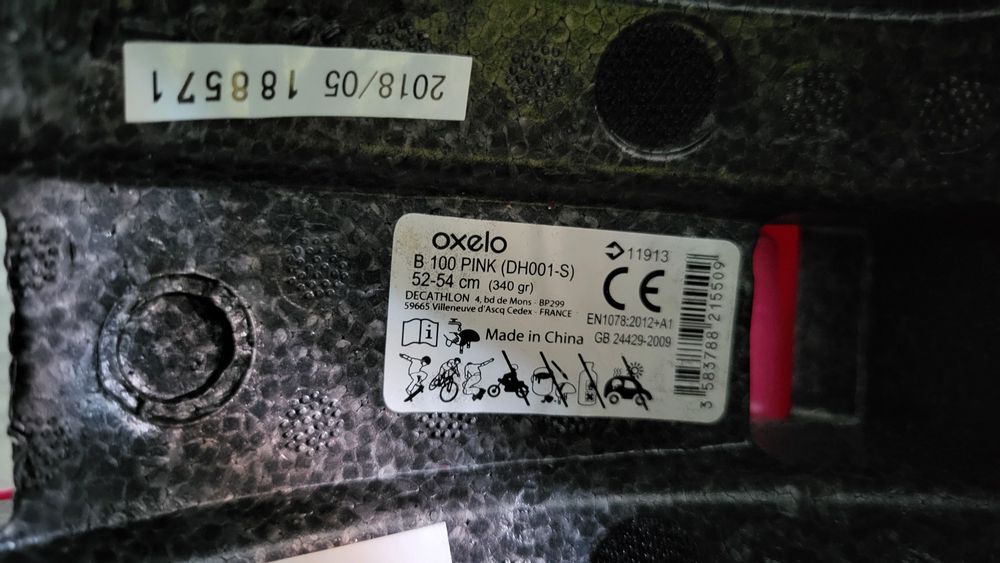 2018/05 188571
oxelo
B 100 PINK (DH001-S)
52-54 cm (340 gr)
DECATHLON 4, bd de Mons - BP299
59665 Villeneuve d'Ascq Cedex - FRANCE
Made in China
11913
CE
EN1078:2012+A1
GB 24429-2009
3 583788 215509